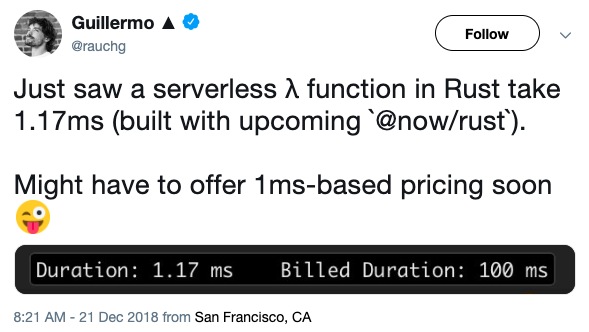 Guillermo ▲
@rauchg
Follow
Just saw a serverless λ function in Rust take
1.17ms (built with upcoming `@now/rust`).
Might have to offer 1ms-based pricing soon
😜
Duration: 1.17 ms    Billed Duration: 100 ms
8:21 AM - 21 Dec 2018 from San Francisco, CA